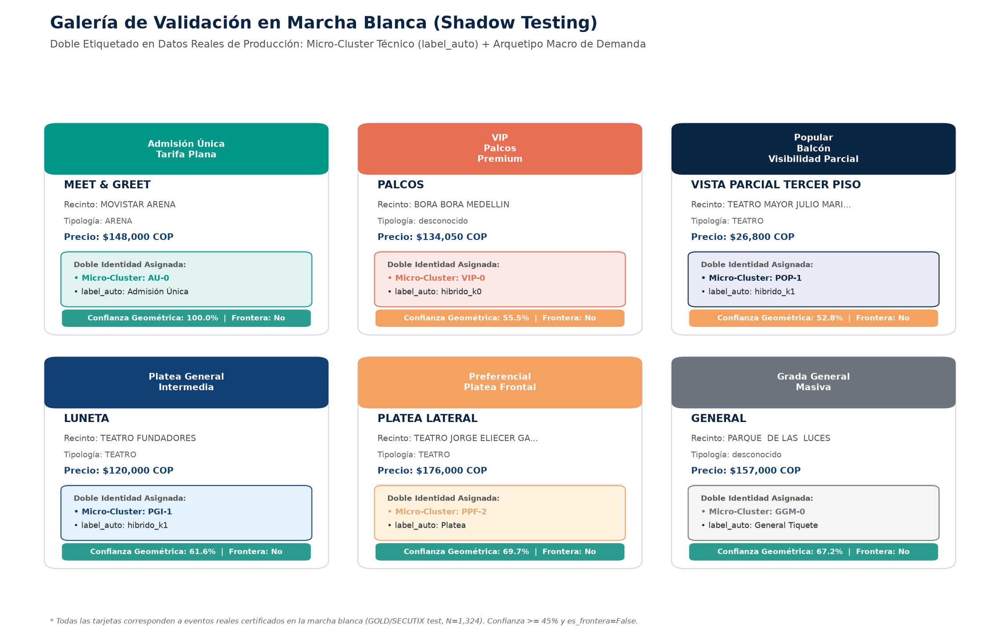 Galería de Validación en Marcha Blanca (Shadow Testing)
Doble Etiquetado en Datos Reales de Producción: Micro-Cluster Técnico (label_auto) + Arquetipo Macro de Demanda
Admisión Única
Tarifa Plana
MEET & GREET
Recinto: MOVISTAR ARENA
Tipología: ARENA
Precio: $148,000 COP
Doble Identidad Asignada:
• Micro-Cluster: AU-0
• label_auto: Admisión Única
Confianza Geométrica: 100.0% | Frontera: No
VIP
Palcos
Premium
PALCOS
Recinto: BORA BORA MEDELLIN
Tipología: desconocido
Precio: $134,050 COP
Doble Identidad Asignada:
• Micro-Cluster: VIP-0
• label_auto: hibrido_k0
Confianza Geométrica: 55.5% | Frontera: No
Popular
Balcón
Visibilidad Parcial
VISTA PARCIAL TERCER PISO
Recinto: TEATRO MAYOR JULIO MARI...
Tipología: TEATRO
Precio: $26,800 COP
Doble Identidad Asignada:
• Micro-Cluster: POP-1
• label_auto: hibrido_k1
Confianza Geométrica: 52.8% | Frontera: No
Platea General
Intermedia
LUNETA
Recinto: TEATRO FUNDADORES
Tipología: TEATRO
Precio: $120,000 COP
Doble Identidad Asignada:
• Micro-Cluster: PGI-1
• label_auto: hibrido_k1
Confianza Geométrica: 61.6% | Frontera: No
Preferencial
Platea Frontal
PLATEA LATERAL
Recinto: TEATRO JORGE ELIECER GA...
Tipología: TEATRO
Precio: $176,000 COP
Doble Identidad Asignada:
• Micro-Cluster: PPF-2
• label_auto: Platea
Confianza Geométrica: 69.7% | Frontera: No
Grada General
Masiva
GENERAL
Recinto: PARQUE  DE LAS  LUCES
Tipología: desconocido
Precio: $157,000 COP
Doble Identidad Asignada:
• Micro-Cluster: GGM-0
• label_auto: General Tiquete
Confianza Geométrica: 67.2% | Frontera: No
* Todas las tarjetas corresponden a eventos reales certificados en la marcha blanca (GOLD/SECUTIX test, N=1,324). Confianza >= 45% y es_frontera=False.